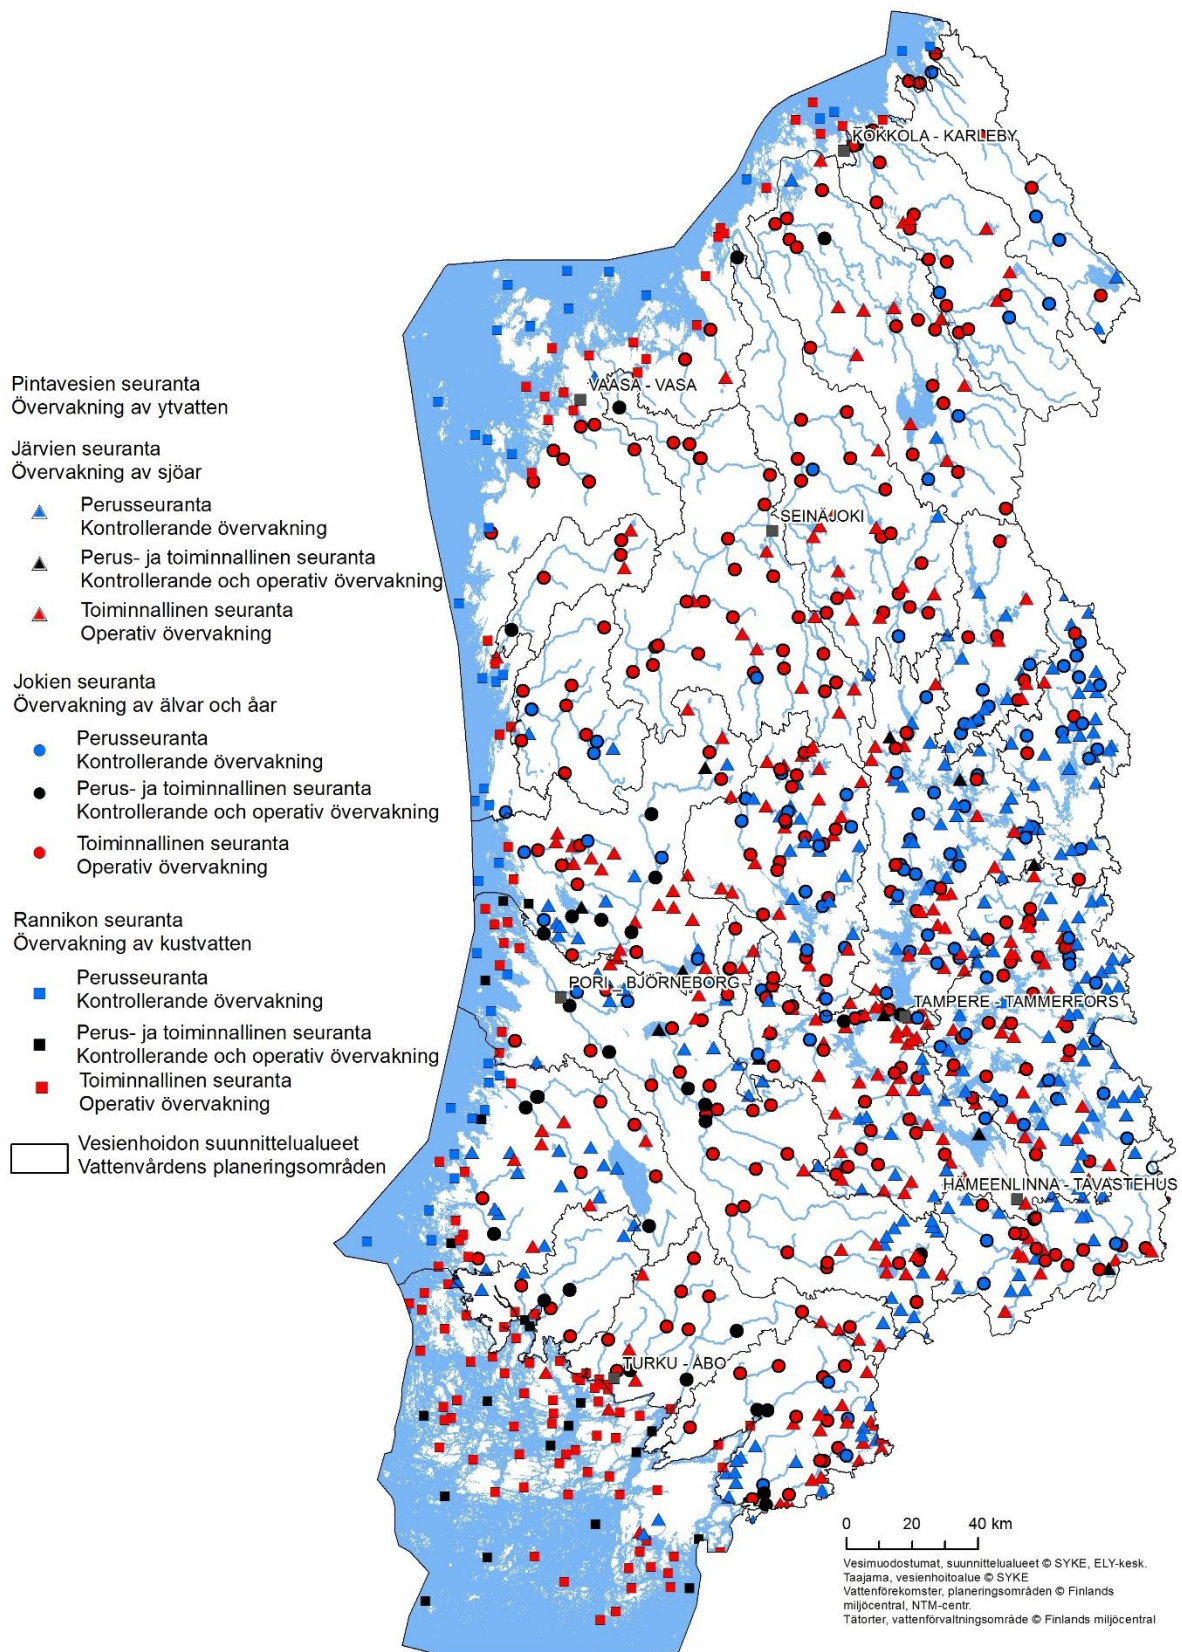 Pintavesien seuranta
Övervakning av ytvatten
Järvien seuranta
Övervakning av sjöar
Perusseuranta
Kontrollerande övervakning
Perus- ja toiminnallinen seuranta
Kontrollerande och operativ övervakning
Toiminnallinen seuranta
Operativ övervakning
Jokien seuranta
Övervakning av älvar och åar
Perusseuranta
Kontrollerande övervakning
Perus- ja toiminnallinen seuranta
Kontrollerande och operativ övervakning
Toiminnallinen seuranta
Operativ övervakning
Rannikon seuranta
Övervakning av kustvatten
Perusseuranta
Kontrollerande övervakning
Perus- ja toiminnallinen seuranta
Kontrollerande och operativ övervakning
Toiminnallinen seuranta
Operativ övervakning
Vesienhoidon suunnittelualueet
Vattenvårdens planeringsområden
KOKKOLA - KARLEBY
VAASA - VASA
SEINÄJOKI
PORI - BJÖRNEBORG
TAMPERE - TAMMERFORS
HÄMEENLINNA - TAVASTEHUS
TURKU - ÅBO
0 20 40 km
Vesimuodostumat, suunnittelualueet © SYKE, ELY-kesk.
Taajama, vesienhoitoalue © SYKE
Vattenförekomster, planeringsområden © Finlands
miljöcentral, NTM-centr.
Tätorter, vattenförvaltningsområde © Finlands miljöcentral